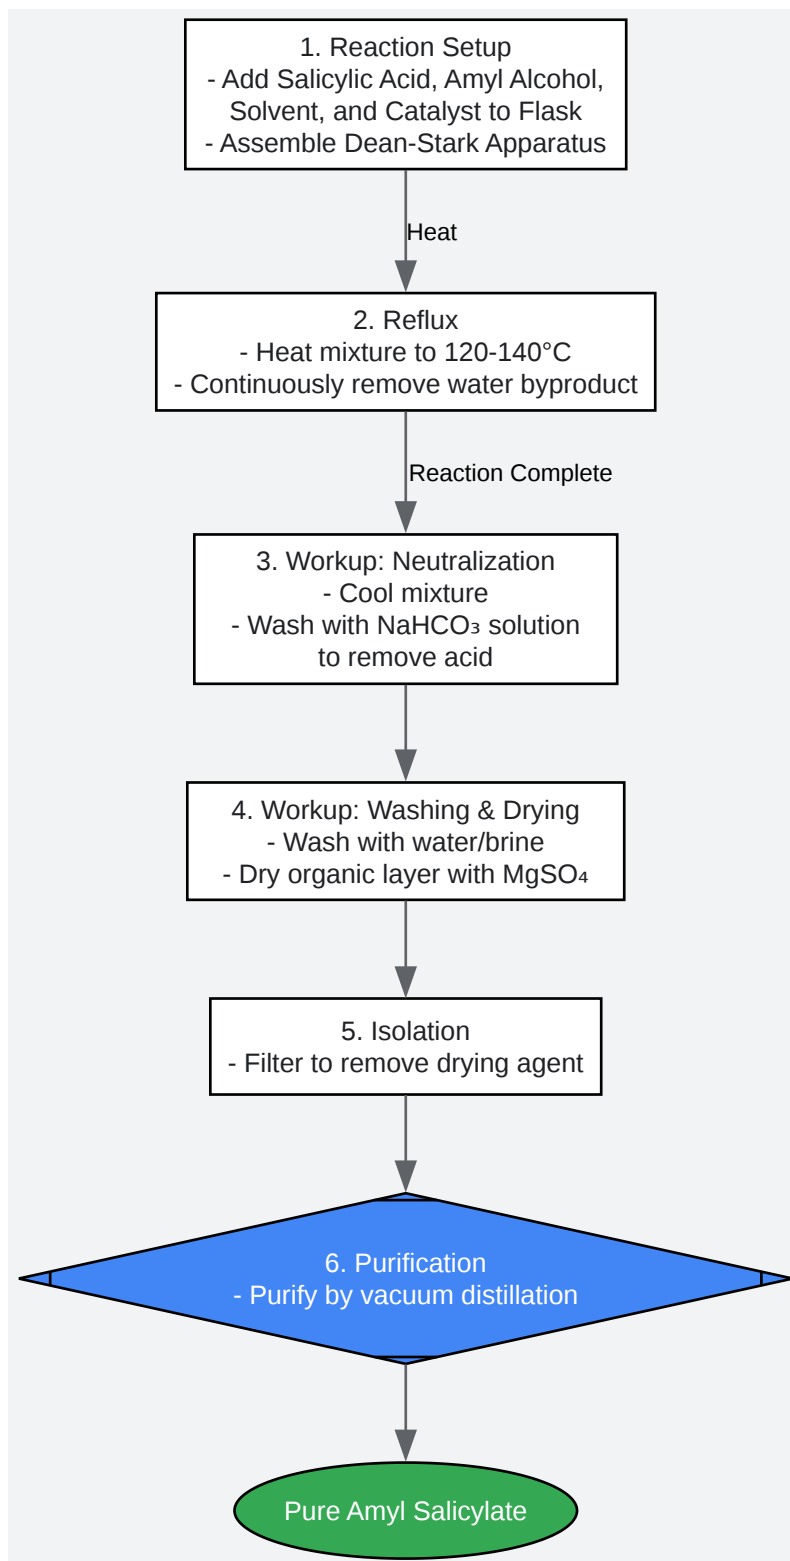 1. Reaction Setup
- Add Salicylic Acid, Amyl Alcohol,
Solvent, and Catalyst to Flask
- Assemble Dean-Stark Apparatus
Heat
2. Reflux
- Heat mixture to 120-140°C
- Continuously remove water byproduct
Reaction Complete
3. Workup: Neutralization
- Cool mixture
- Wash with NaHCO₃ solution
to remove acid
4. Workup: Washing & Drying
- Wash with water/brine
- Dry organic layer with MgSO₄
5. Isolation
- Filter to remove drying agent
6. Purification
- Purify by vacuum distillation
Pure Amyl Salicylate